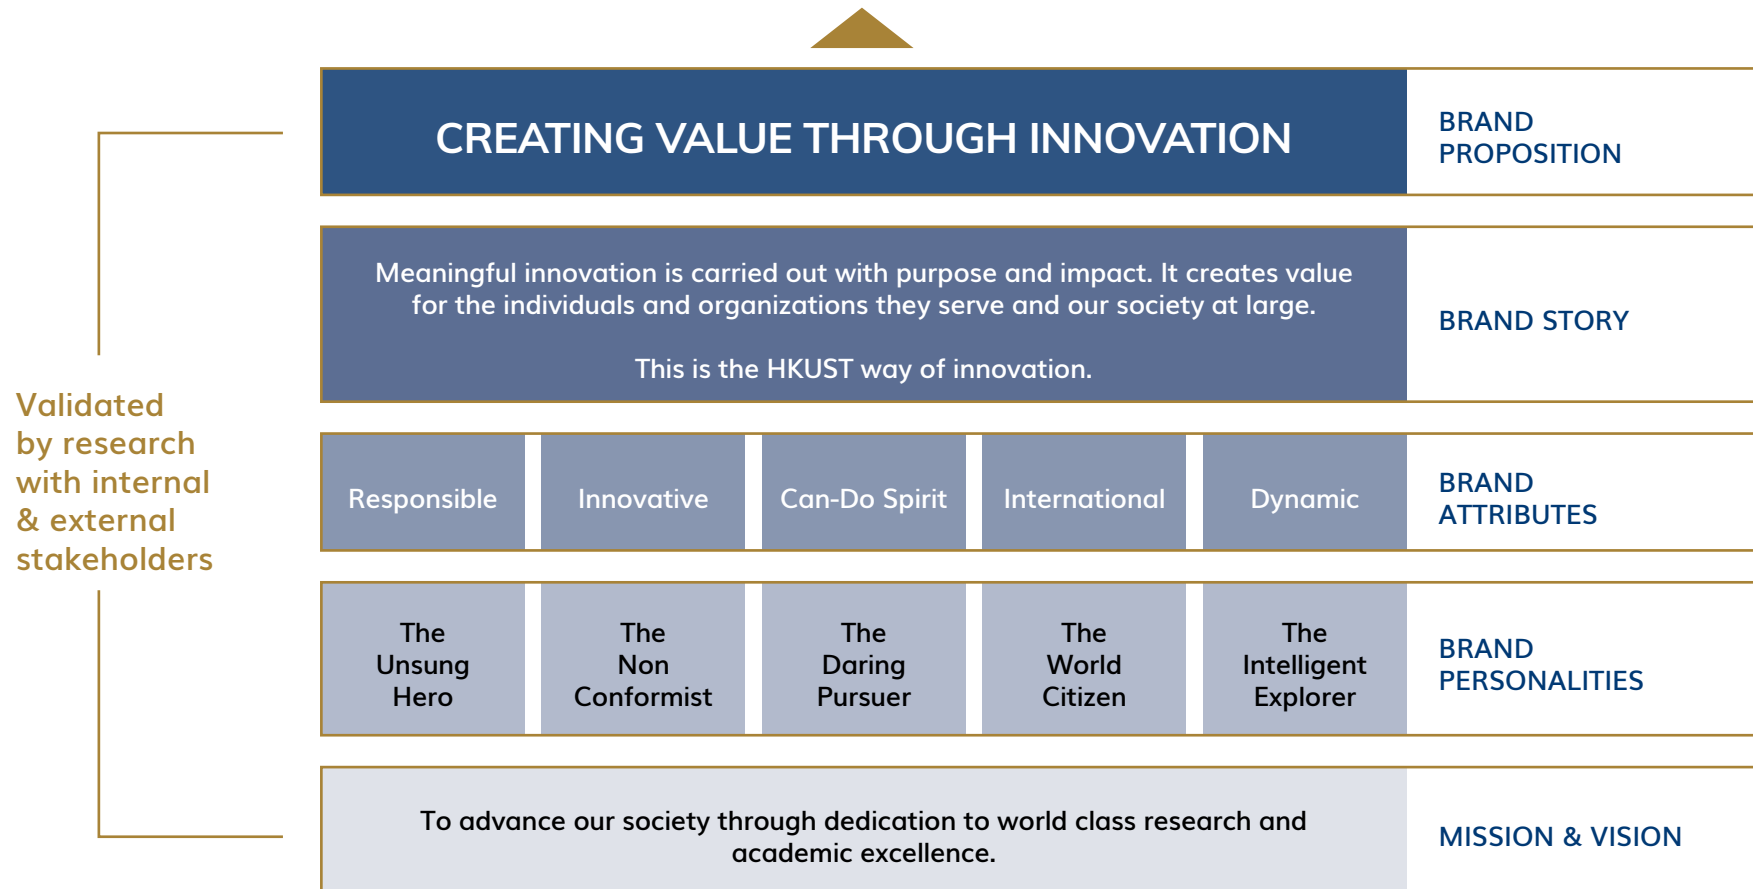 CREATING VALUE THROUGH INNOVATION
BRAND
PROPOSITION
Meaningful innovation is carried out with purpose and impact. It creates value
for the individuals and organizations they serve and our society at large.
This is the HKUST way of innovation.
BRAND STORY
Validated
by research
with internal
& external
stakeholders
Responsible
Innovative
Can-Do Spirit
International
Dynamic
BRAND
ATTRIBUTES
The
Unsung
Hero
The
Non
Conformist
The
Daring
Pursuer
The
World
Citizen
The
Intelligent
Explorer
BRAND
PERSONALITIES
To advance our society through dedication to world class research and
academic excellence.
MISSION & VISION